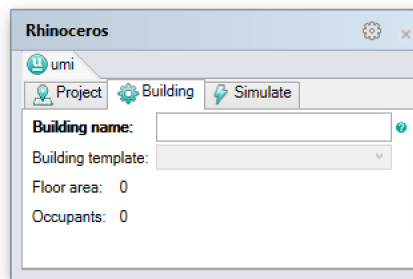 Rhinoceros
umi
Project Building Simulate
Building name:
Building template:
Floor area: 0
Occupants: 0